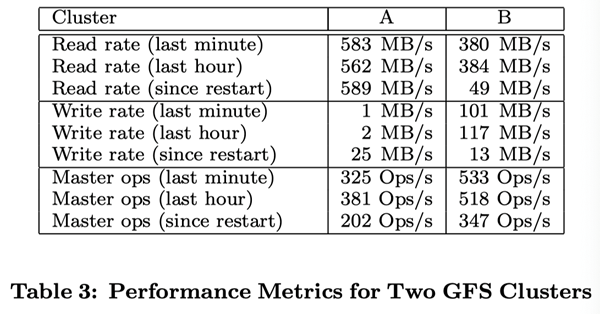 Cluster A B
Read rate (last minute) 583 MB/s 380 MB/s
Read rate (last hour) 562 MB/s 384 MB/s
Read rate (since restart) 589 MB/s 49 MB/s
Write rate (last minute) 1 MB/s 101 MB/s
Write rate (last hour) 2 MB/s 117 MB/s
Write rate (since restart) 25 MB/s 13 MB/s
Master ops (last minute) 325 Ops/s 533 Ops/s
Master ops (last hour) 381 Ops/s 518 Ops/s
Master ops (since restart) 202 Ops/s 347 Ops/s
Table 3: Performance Metrics for Two GFS Clusters